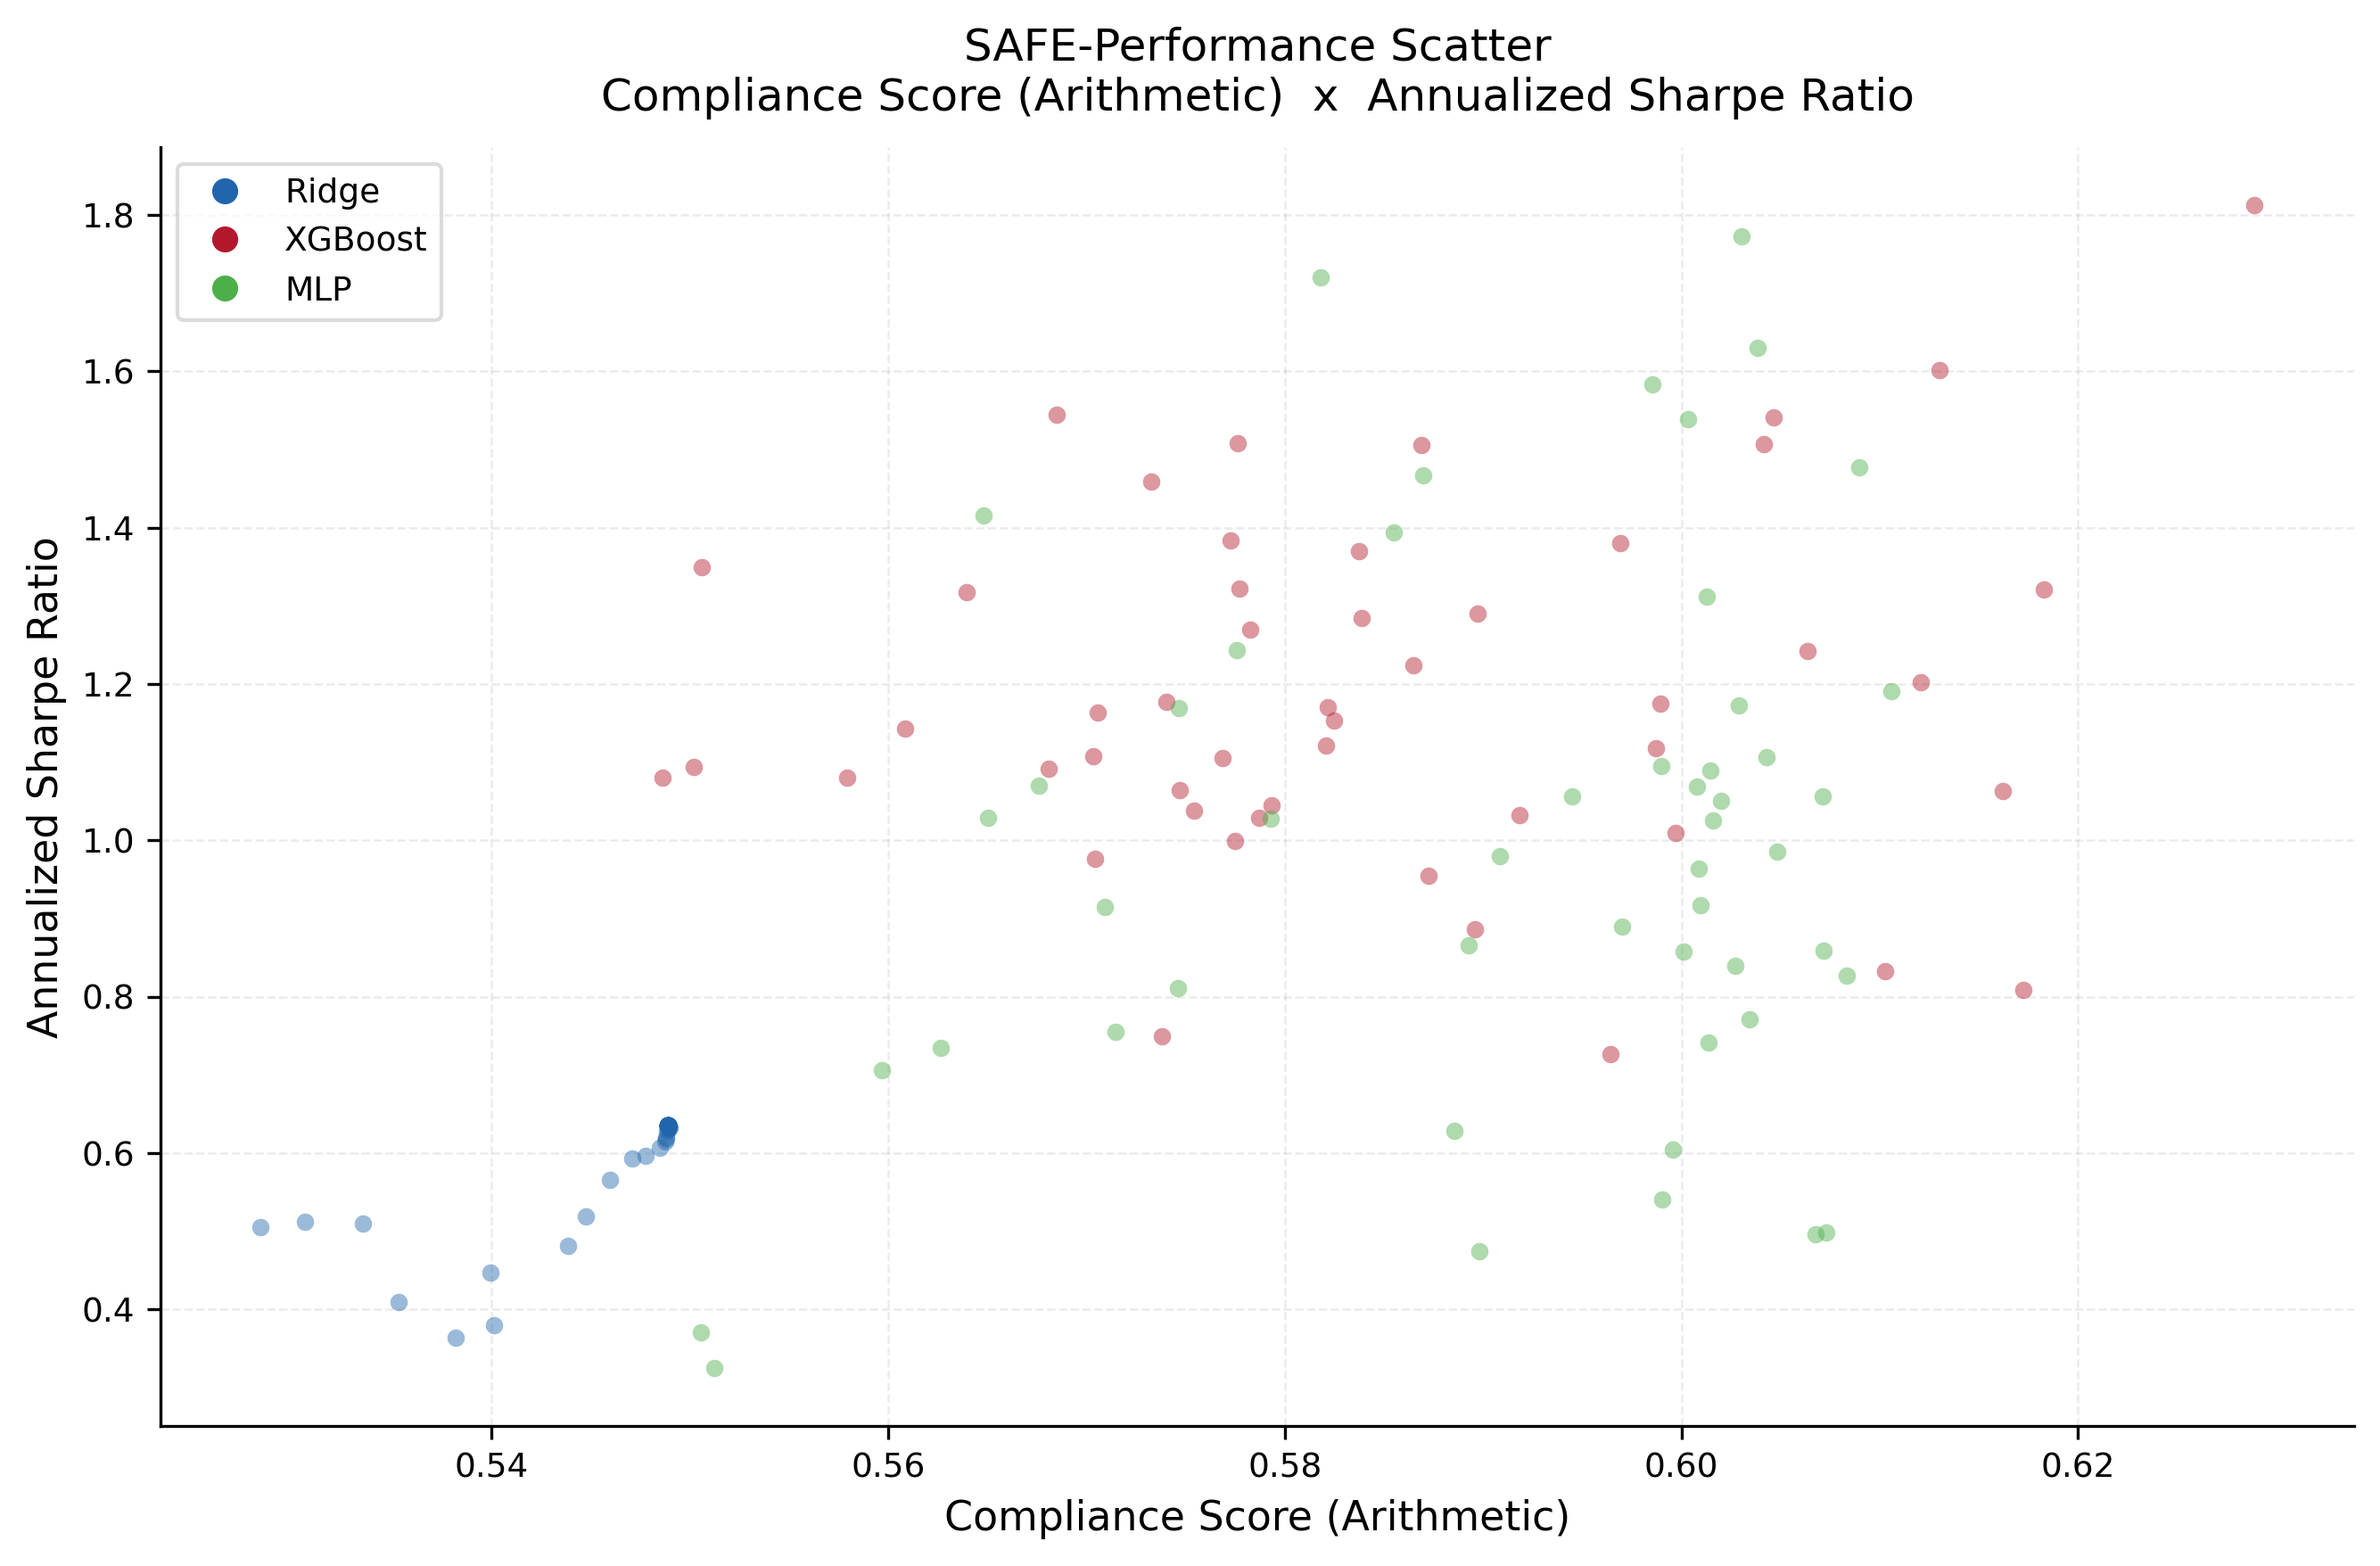 SAFE-Performance Scatter
Compliance Score (Arithmetic)  x  Annualized Sharpe Ratio
Ridge
XGBoost
MLP
Annualized Sharpe Ratio
1.8
1.6
1.4
1.2
1.0
0.8
0.6
0.4
0.54 0.56 0.58 0.60 0.62
Compliance Score (Arithmetic)